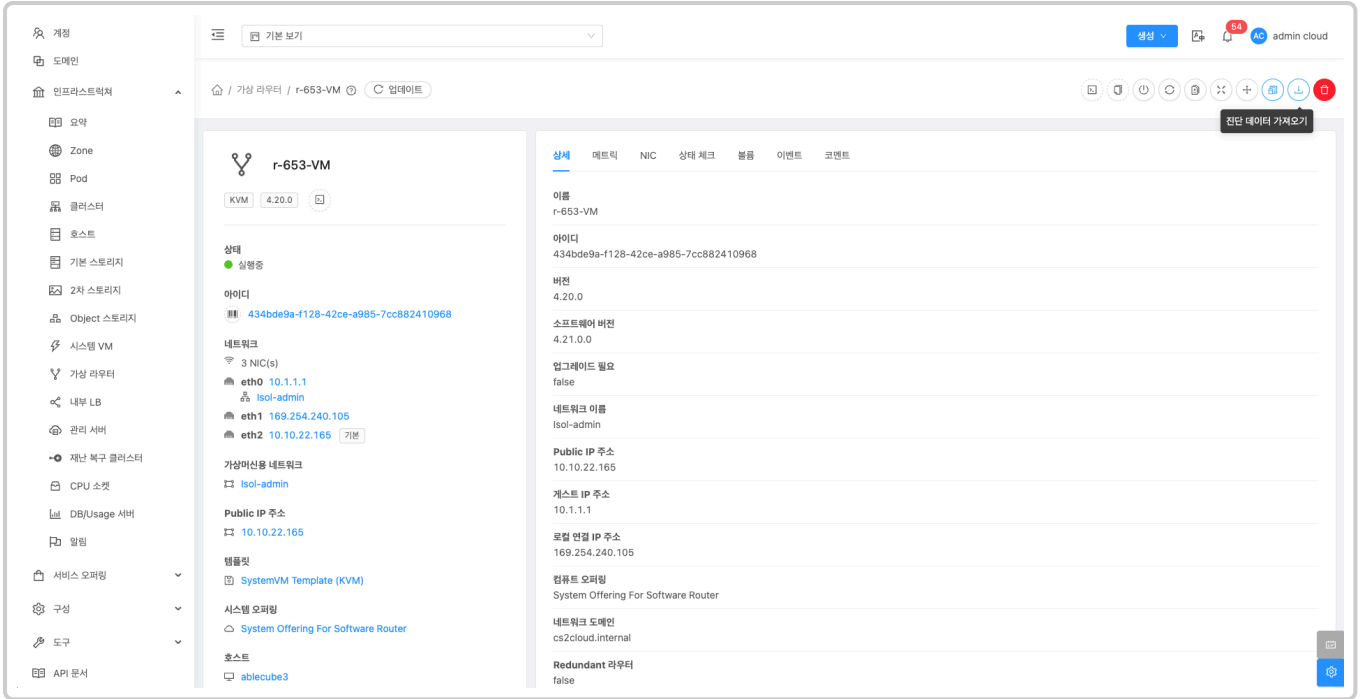 계정
도메인
인프라스트럭쳐
요약
Zone
Pod
클러스터
호스트
기본 스토리지
2차 스토리지
Object 스토리지
시스템 VM
가상 라우터
내부 LB
관리 서버
재난 복구 클러스터
CPU 소켓
DB/Usage 서버
알림
서비스 오퍼링
구성
도구
API 문서
기본 보기
생성
54
AC
admin cloud
/ 가상 라우터 / r-653-VM
업데이트
진단 데이터 가져오기
r-653-VM
KVM
4.20.0
상태
실행중
아이디
434bde9a-f128-42ce-a985-7cc882410968
네트워크
3 NIC(s)
eth0 10.1.1.1
lsol-admin
eth1 169.254.240.105
eth2 10.10.22.165 기본
가상머신용 네트워크
lsol-admin
Public IP 주소
10.10.22.165
템플릿
SystemVM Template (KVM)
시스템 오퍼링
System Offering For Software Router
호스트
ablecube3
상세 메트릭 NIC 상태 체크 볼륨 이벤트 코멘트
이름
r-653-VM
아이디
434bde9a-f128-42ce-a985-7cc882410968
버전
4.20.0
소프트웨어 버전
4.21.0.0
업그레이드 필요
false
네트워크 이름
lsol-admin
Public IP 주소
10.10.22.165
게스트 IP 주소
10.1.1.1
로컬 연결 IP 주소
169.254.240.105
컴퓨트 오퍼링
System Offering For Software Router
네트워크 도메인
cs2cloud.internal
Redundant 라우터
false